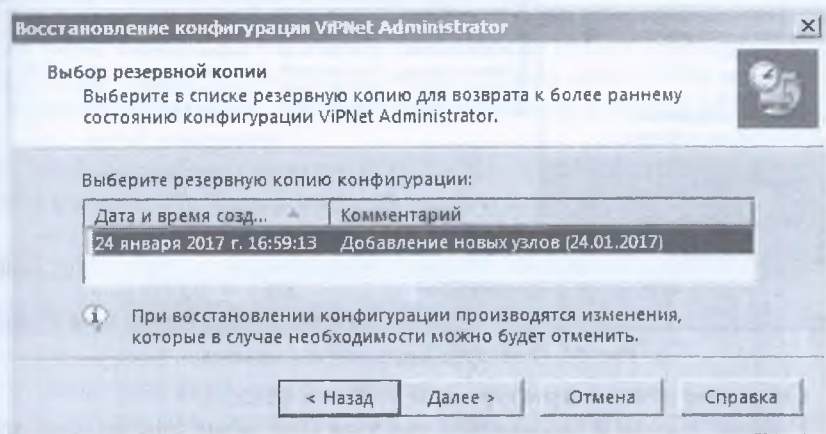 Восстановление конфигурации ViPNet Administrator
Выбор резервной копии
Выберите в списке резервную копию для возврата к более раннему
состоянию конфигурации ViPNet Administrator.
Выберите резервную копию конфигурации:
Дата и время созд... Комментарий
24 января 2017 г. 16:59:13 Добавление новых узлов (24.01.2017)
При восстановлении конфигурации производятся изменения,
которые в случае необходимости можно будет отменить.
< Назад Далее > Отмена Справка